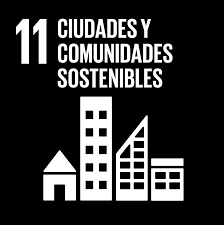 11 CIUDADES Y
COMUNIDADES
SOSTENIBLES